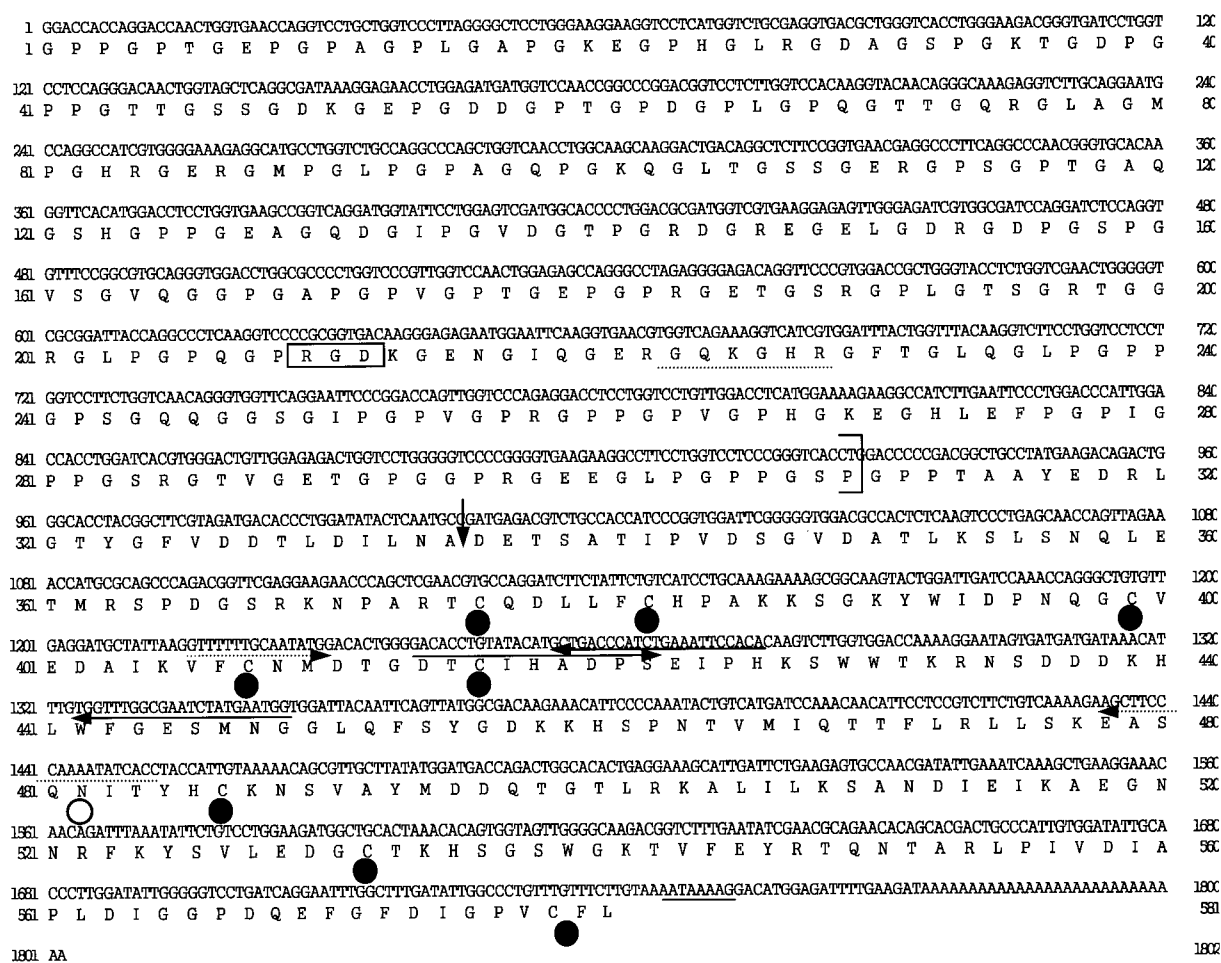 1 GGACCACCAGGACCAACTGGTGAACCAGGTCCTGCTGGTCCCTTAGGGGCTCCTGGGAAGGAAGGTCCTCATGGTCTGCGAGGTGACGCTGGGTCACCTGGGAAGACGGGTGATCCTGGT 120
1 G P P G P T G E P G P A G P L G A P G K E G P H G L R G D A G S P G K T G D P G 40
121 CCTCCAGGGACAACTGGTAGCTCAGGCGATAAAGGAGAACCTGGAGATGATGGTCCAACCGGCCCGGACGGTCCTCTTGGTCCACAAGGTACAACAGGGCAAAGAGGTCTTGCAGGAATG 240
41 P P G T T G S S G D K G E P G D D G P T G P D G P L G P Q G T T G Q R G L A G M 80
241 CCAGGCCATCGTGGGGAAAGAGGCATGCCTGGTCTGCCAGGCCCAGCTGGTCAACCTGGCAAGCAAGGACTGACAGGCTCTTCCGGTGAACGAGGCCCTTCAGGCCCAACGGGTGCACAA 360
81 P G H R G E R G M P G L P G P A G Q P G K Q G L T G S S G E R G P S G P T G A Q 120
361 GGTTCACATGGACCTCCTGGTGAAGCCGGTCAGGATGGTATTCCTGGAGTCGATGGCACCCCTGGACGCGATGGTCGTGAAGGAGAGTTGGGAGATCGTGGCGATCCAGGATCTCCAGGT 480
121 G S H G P P G E A G Q D G I P G V D G T P G R D G R E G E L G D R G D P G S P G 160
481 GTTTCCGGCGTGCAGGGTGGACCTGGCGCCCCTGGTCCCGTTGGTCCAACTGGAGAGCCAGGGCCTAGAGGGGAGACAGGTTCCCGTGGACCGCTGGGTACCTCTGGTCGAACTGGGGGT 600
161 V S G V Q G G P G A P G P V G P T G E P G P R G E T G S R G P L G T S G R T G G 200
601 CGCGGATTACCAGGCCCTCAAGGTCCCCGCGGTGACAAGGGAGAGAATGGAATTCAAGGTGAACGTGGTCAGAAAGGTCATCGTGGATTTACTGGTTTACAAGGTCTTCCTGGTCCTCCT 720
201 R G L P G P Q G P R G D K G E N G I Q G E R G Q K G H R G F T G L Q G L P G P P 240
721 GGTCCTTCTGGTCAACAGGGTGGTTCAGGAATTCCCGGACCAGTTGGTCCCAGAGGACCTCCTGGTCCTGTTGGACCTCATGGAAAAGAAGGCCATCTTGAATTCCCTGGACCCATTGGA 840
241 G P S G Q Q G G S G I P G P V G P R G P P G P V G P H G K E G H L E F P G P I G 280
841 CCACCTGGATCACGTGGGACTGTTGGAGAGACTGGTCCTGGGGGTCCCCGGGGTGAAGAAGGCCTTCCTGGTCCTCCCGGGTCACCTGGACCCCCGACGGCTGCCTATGAAGACAGACTG 960
281 P P G S R G T V G E T G P G G P R G E E G L P G P P G S P G P P T A A Y E D R L 320
961 GGCACCTACGGCTTCGTAGATGACACCCTGGATATACTCAATGCGGATGAGACGTCTGCCACCATCCCGGTGGATTCGGGGGTGGACGCCACTCTCAAGTCCCTGAGCAACCAGTTAGAA 1080
321 G T Y G F V D D T L D I L N A D E T S A T I P V D S G V D A T L K S L S N Q L E 360
1081 ACCATGCGCAGCCCAGACGGTTCGAGGAAGAACCCAGCTCGAACGTGCCAGGATCTTCTATTCTGTCATCCTGCAAAGAAAAGCGGCAAGTACTGGATTGATCCAAACCAGGGCTGTGTT 1200
361 T M R S P D G S R K N P A R T C Q D L L F C H P A K K S G K Y W I D P N Q G C V 400
1201 GAGGATGCTATTAAGGTTTTTTGCAATATGGACACTGGGGACACCTGTATACATGCTGACCCATCTGAAATTCCACACAAGTCTTGGTGGACCAAAAGGAATAGTGATGATGATAAACAT 1320
401 E D A I K V F C N M D T G D T C I H A D P S E I P H K S W W T K R N S D D D K H 440
1321 TTGTGGTTTGGCGAATCTATGAATGGTGGATTACAATTCAGTTATGGCGACAAGAAACATTCCCCAAATACTGTCATGATCCAAACAACATTCCTCCGTCTTCTGTCAAAAGAAGCTTCC 1440
441 L W F G E S M N G G L Q F S Y G D K K H S P N T V M I Q T T F L R L L S K E A S 480
1441 CAAAATATCACCTACCATTGTAAAAACAGCGTTGCTTATATGGATGACCAGACTGGCACACTGAGGAAAGCATTGATTCTGAAGAGTGCCAACGATATTGAAATCAAAGCTGAAGGAAAC 1560
481 Q N I T Y H C K N S V A Y M D D Q T G T L R K A L I L K S A N D I E I K A E G N 520
1561 AACAGATTTAAATATTCTGTCCTGGAAGATGGCTGCACTAAACACAGTGGTAGTTGGGGCAAGACGGTCTTTGAATATCGAACGCAGAACACAGCACGACTGCCCATTGTGGATATTGCA 1680
521 N R F K Y S V L E D G C T K H S G S W G K T V F E Y R T Q N T A R L P I V D I A 560
1681 CCCTTGGATATTGGGGGTCCTGATCAGGAATTTGGCTTTGATATTGGCCCTGTTTGTTTCTTGTAAAATAAAAGGACATGGAGATTTTGAAGATAAAAAAAAAAAAAAAAAAAAAAAAAA 1800
561 P L D I G G P D Q E F G F D I G P V C F L 581
1801 AA 1802